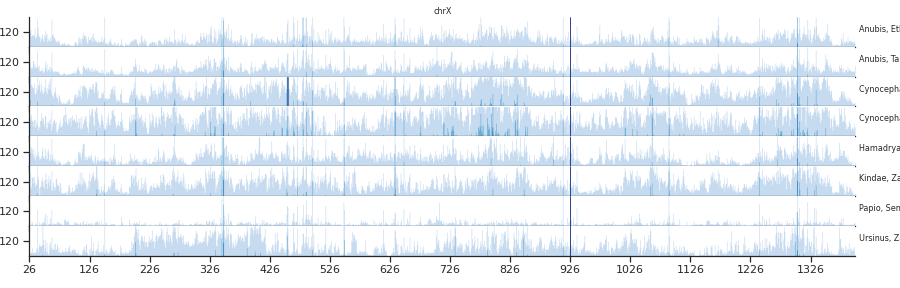 chrX
120 Anubis, Et
120 Anubis, Ta
120 Cynoceph
120 Cynoceph
120 Hamadrya
120 Kindae, Za
120 Papio, Sen
120 Ursinus, Z
26 126 226 326 426 526 626 726 826 926 1026 1126 1226 1326